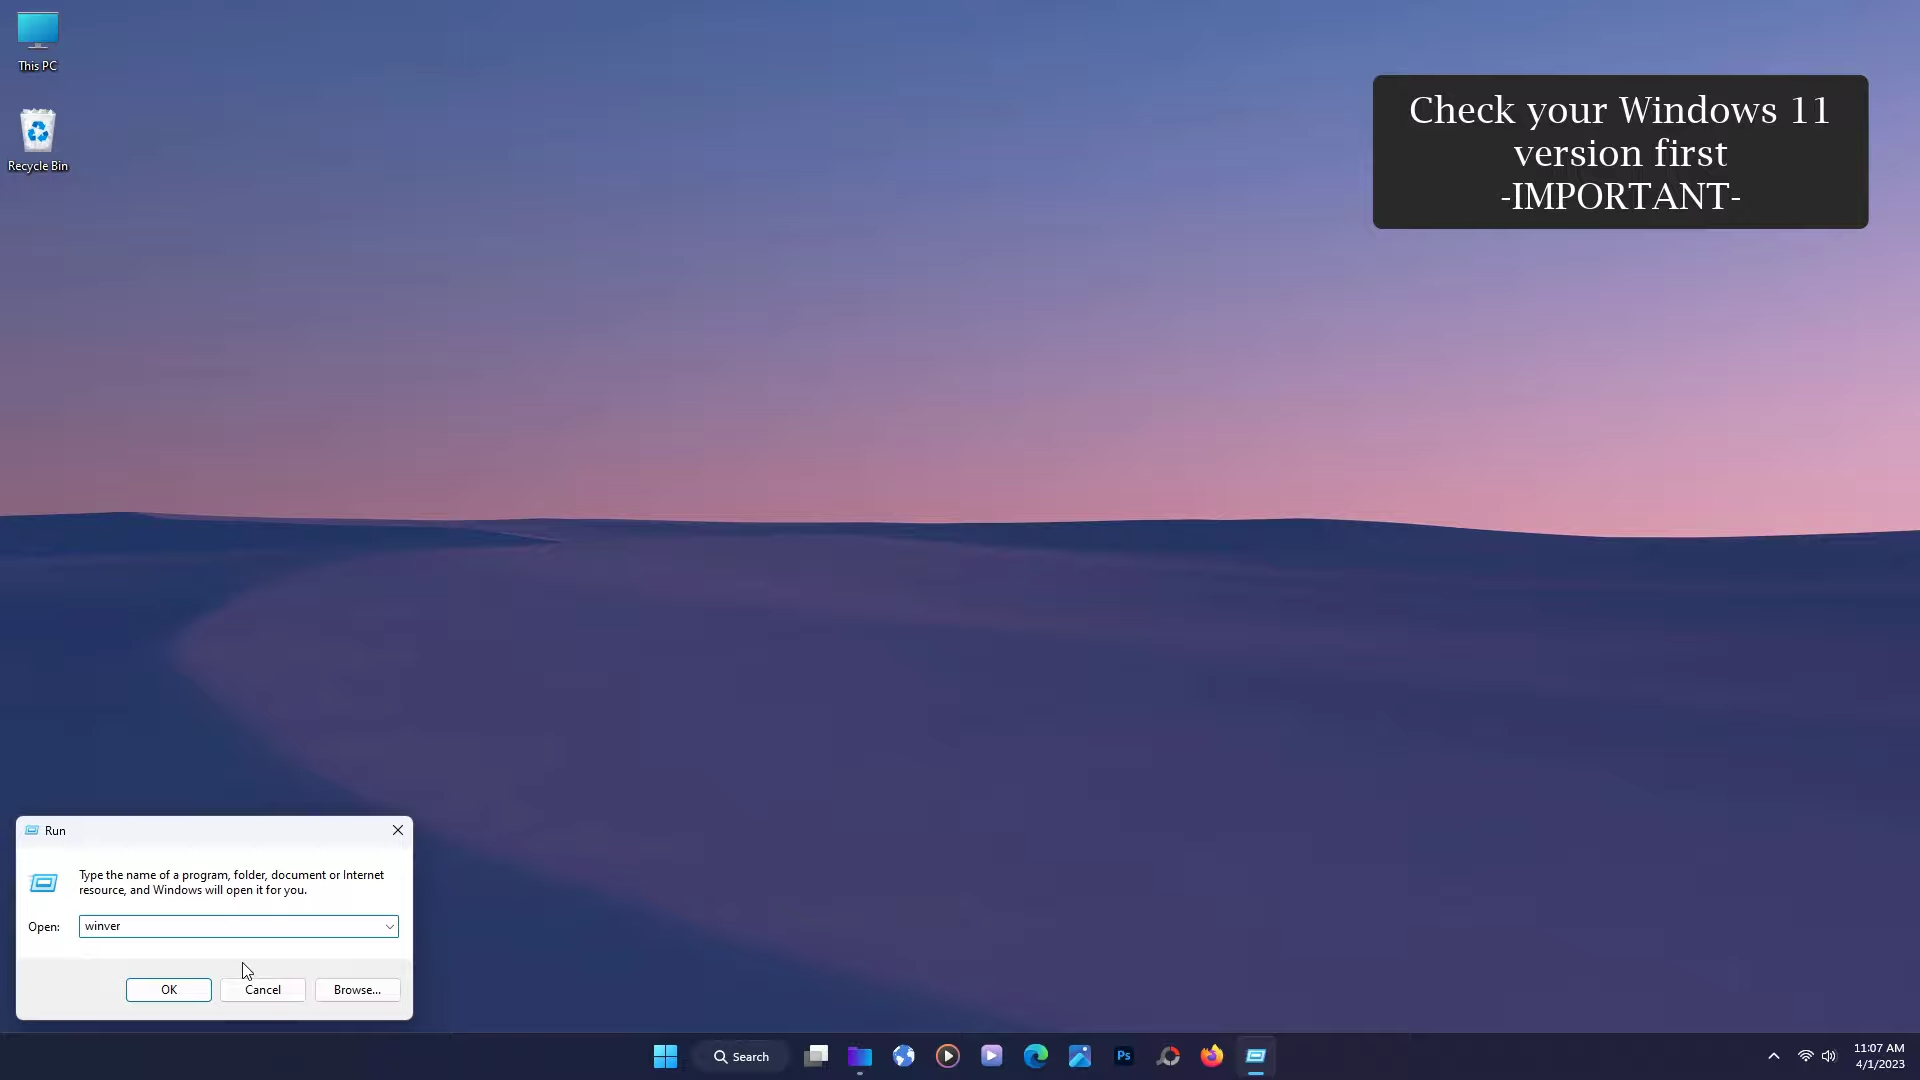 This PC
Recycle Bin
Check your Windows 11
version first
-IMPORTANT-
Run
Type the name of a program, folder, document or Internet
resource, and Windows will open it for you.
Open:
winver
OK
Cancel
Browse...
Search
Ps
11:07 AM
4/1/2023